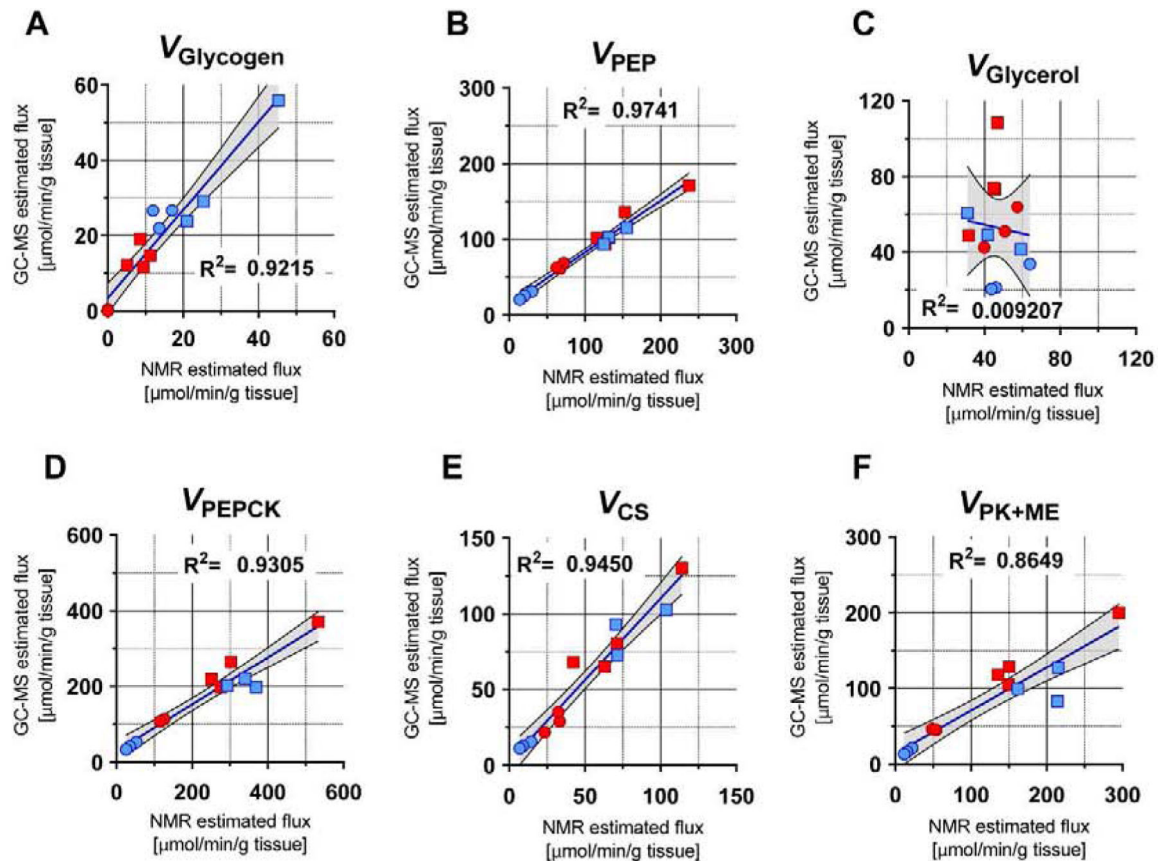 A
V Glycogen
GC-MS estimated flux
[µmol/min/g tissue]
60
40
20
0
R²= 0.9215
0 20 40 60
NMR estimated flux
[µmol/min/g tissue]
B
V PEP
GC-MS estimated flux
[µmol/min/g tissue]
300
200
100
0
R²= 0.9741
0 100 200 300
NMR estimated flux
[µmol/min/g tissue]
C
V Glycerol
GC-MS estimated flux
[µmol/min/g tissue]
120
80
40
0
R²= 0.009207
0 40 80 120
NMR estimated flux
[µmol/min/g tissue]
D
V PEPCK
GC-MS estimated flux
[µmol/min/g tissue]
600
400
200
0
R²= 0.9305
0 200 400 600
NMR estimated flux
[µmol/min/g tissue]
E
V CS
GC-MS estimated flux
[µmol/min/g tissue]
150
100
50
0
R²= 0.9450
0 50 100 150
NMR estimated flux
[µmol/min/g tissue]
F
V PK+ME
GC-MS estimated flux
[µmol/min/g tissue]
300
200
100
0
R²= 0.8649
0 100 200 300
NMR estimated flux
[µmol/min/g tissue]